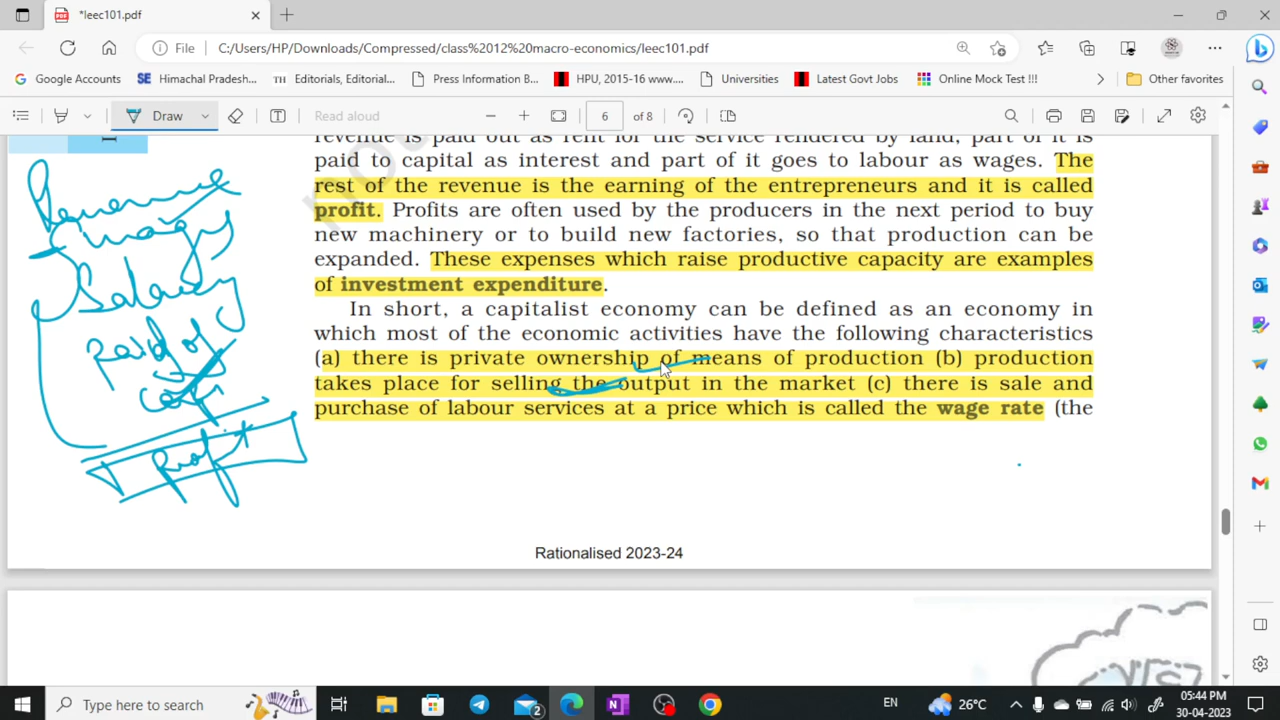 *leec101.pdf
File
C:/Users/HP/Downloads/Compressed/class%2012%20macro-economics/leec101.pdf
Google Accounts
SE Himachal Pradesh...
TH Editorials, Editorial...
Press Information B...
HPU, 2015-16 www....
Universities
Latest Govt Jobs
Online Mock Test !!!
Other favorites
Draw
Read aloud
6 of 8
revenue is paid out as rent for the service rendered by land, part of it is
paid to capital as interest and part of it goes to labour as wages. The
rest of the revenue is the earning of the entrepreneurs and it is called
profit. Profits are often used by the producers in the next period to buy
new machinery or to build new factories, so that production can be
expanded. These expenses which raise productive capacity are examples
of investment expenditure.
In short, a capitalist economy can be defined as an economy in
which most of the economic activities have the following characteristics
(a) there is private ownership of means of production (b) production
takes place for selling the output in the market (c) there is sale and
purchase of labour services at a price which is called the wage rate (the
not
Revenue
Wages
Salary
Paid of
Profit
Rationalised 2023-24
Type here to search
2
EN
26°C
05:44 PM
30-04-2023